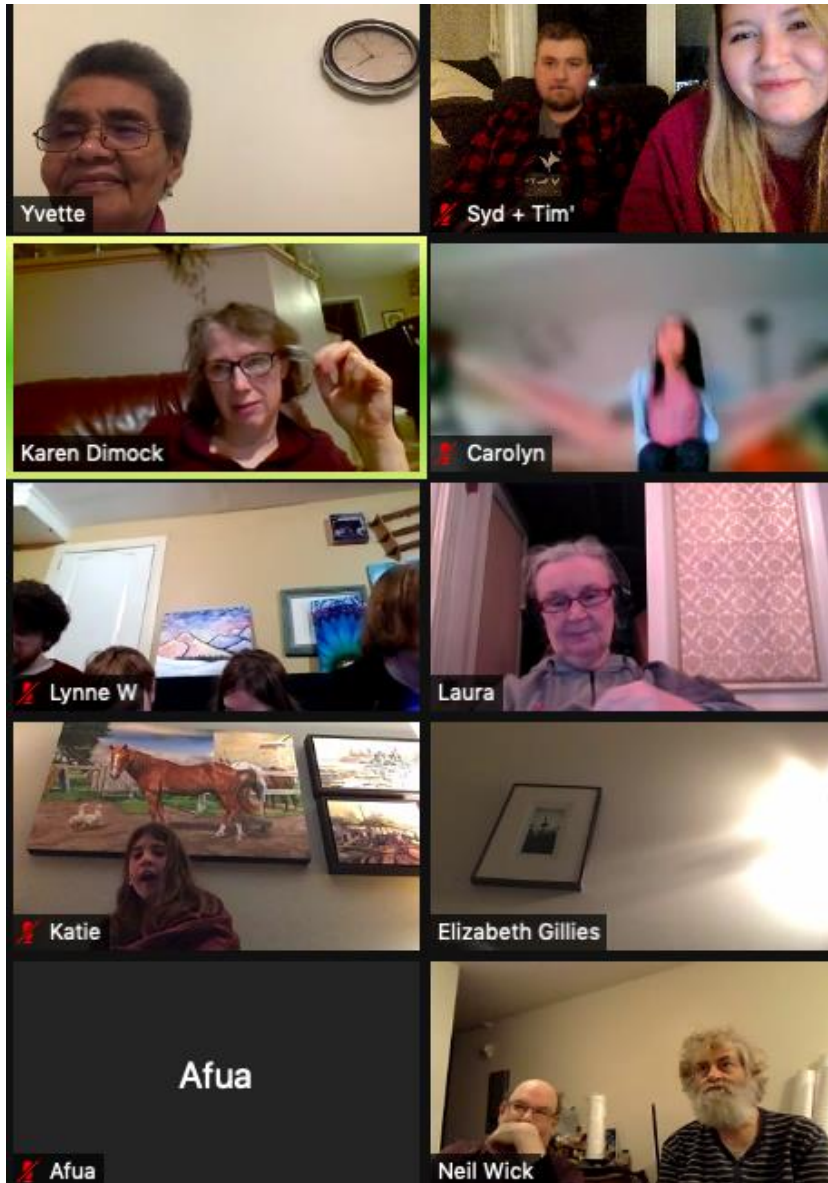 Yvette
Syd + Tim'
Karen Dimock
Carolyn
Lynne W
Laura
Katie
Elizabeth Gillies
Afua
Afua
Neil Wick